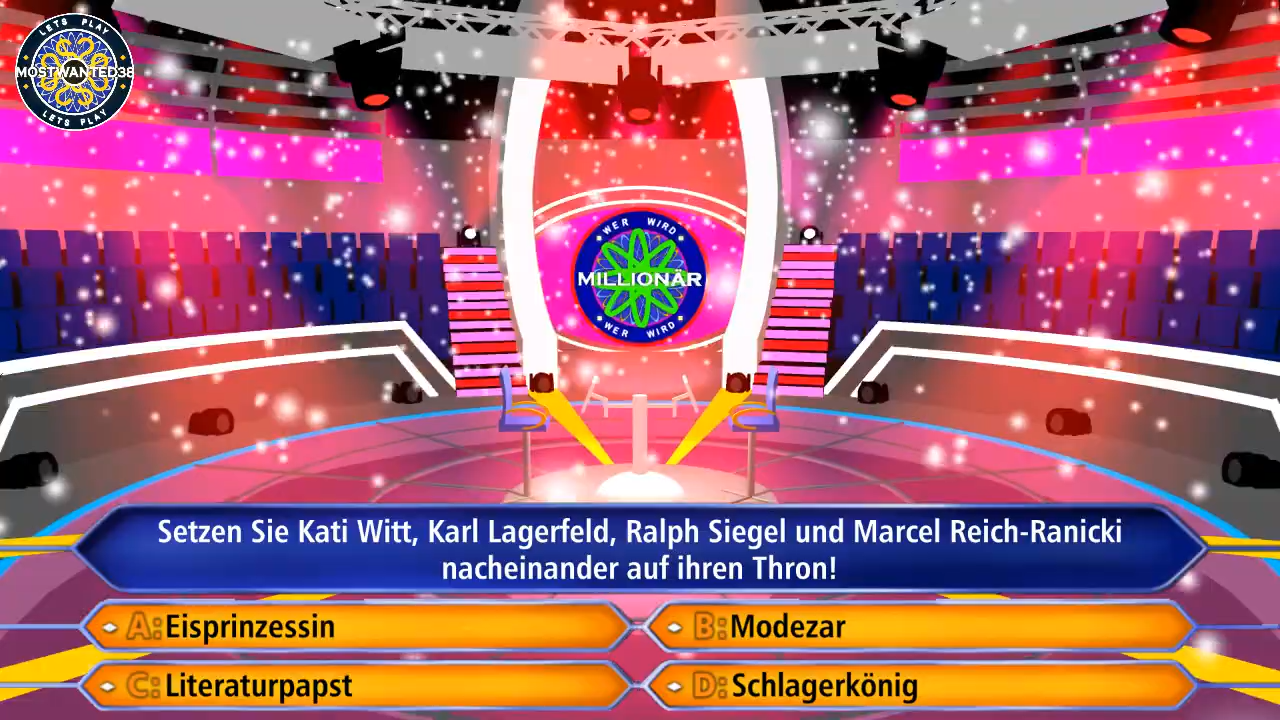 LETS PLAY
MOSTWANTED38
LETS PLAY
WER WIRD
MILLIONÄR
WER WIRD
Setzen Sie Kati Witt, Karl Lagerfeld, Ralph Siegel und Marcel Reich-Ranicki
nacheinander auf ihren Thron!
A: Eisprinzessin
B: Modezar
C: Literaturpapst
D: Schlagerkönig